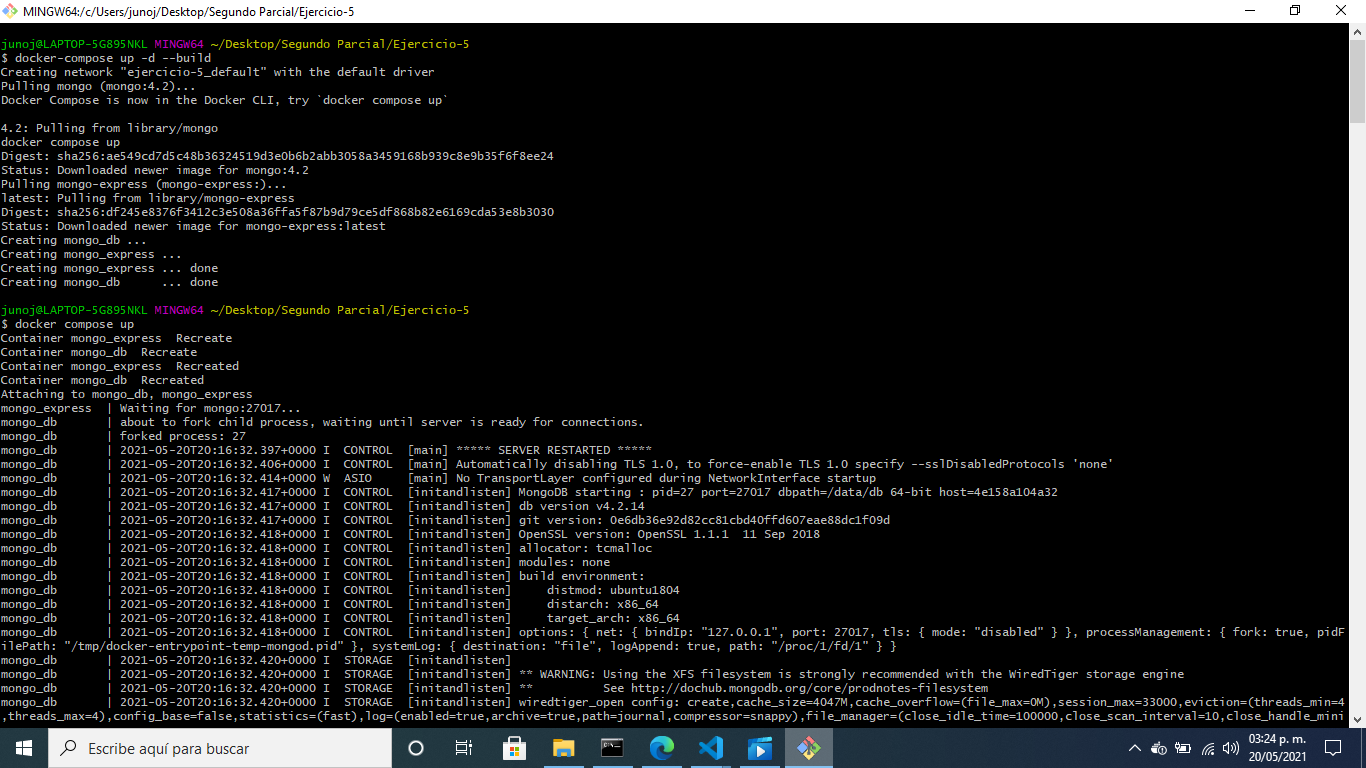 MINGW64:/c/Users/junoj/Desktop/Segundo Parcial/Ejercicio-5
junoj@LAPTOP-5G895NKL MINGW64 ~/Desktop/Segundo Parcial/Ejercicio-5
$ docker-compose up -d --build
Creating network "ejercicio-5_default" with the default driver
Pulling mongo (mongo:4.2)...
Docker Compose is now in the Docker CLI, try `docker compose up`
4.2: Pulling from library/mongo
docker compose up
Digest: sha256:ae549cd7d5c48b36324519d3e0b6b2abb3058a3459168b939c8e9b35f6f8ee24
Status: Downloaded newer image for mongo:4.2
Pulling mongo-express (mongo-express:)...
latest: Pulling from library/mongo-express
Digest: sha256:df245e8376f3412c3e508a36ffa5f87b9d79ce5df868b82e6169cda53e8b3030
Status: Downloaded newer image for mongo-express:latest
Creating mongo_db ...
Creating mongo_express ...
Creating mongo_express ... done
Creating mongo_db      ... done
junoj@LAPTOP-5G895NKL MINGW64 ~/Desktop/Segundo Parcial/Ejercicio-5
$ docker compose up
Container mongo_express  Recreate
Container mongo_db  Recreate
Container mongo_express  Recreated
Container mongo_db  Recreated
Attaching to mongo_db, mongo_express
mongo_express  | Waiting for mongo:27017...
mongo_db       | about to fork child process, waiting until server is ready for connections.
mongo_db       | forked process: 27
mongo_db       | 2021-05-20T20:16:32.397+0000 I  CONTROL  [main] ***** SERVER RESTARTED *****
mongo_db       | 2021-05-20T20:16:32.406+0000 I  CONTROL  [main] Automatically disabling TLS 1.0, to force-enable TLS 1.0 specify --sslDisabledProtocols 'none'
mongo_db       | 2021-05-20T20:16:32.414+0000 W  ASIO     [main] No TransportLayer configured during NetworkInterface startup
mongo_db       | 2021-05-20T20:16:32.417+0000 I  CONTROL  [initandlisten] MongoDB starting : pid=27 port=27017 dbpath=/data/db 64-bit host=4e158a104a32
mongo_db       | 2021-05-20T20:16:32.417+0000 I  CONTROL  [initandlisten] db version v4.2.14
mongo_db       | 2021-05-20T20:16:32.417+0000 I  CONTROL  [initandlisten] git version: 0e6db36e92d82cc81cbd40ffd607eae88dc1f09d
mongo_db       | 2021-05-20T20:16:32.418+0000 I  CONTROL  [initandlisten] OpenSSL version: OpenSSL 1.1.1  11 Sep 2018
mongo_db       | 2021-05-20T20:16:32.418+0000 I  CONTROL  [initandlisten] allocator: tcmalloc
mongo_db       | 2021-05-20T20:16:32.418+0000 I  CONTROL  [initandlisten] modules: none
mongo_db       | 2021-05-20T20:16:32.418+0000 I  CONTROL  [initandlisten] build environment:
mongo_db       | 2021-05-20T20:16:32.418+0000 I  CONTROL  [initandlisten]     distmod: ubuntu1804
mongo_db       | 2021-05-20T20:16:32.418+0000 I  CONTROL  [initandlisten]     distarch: x86_64
mongo_db       | 2021-05-20T20:16:32.418+0000 I  CONTROL  [initandlisten]     target_arch: x86_64
mongo_db       | 2021-05-20T20:16:32.418+0000 I  CONTROL  [initandlisten] options: { net: { bindIp: "127.0.0.1", port: 27017, tls: { mode: "disabled" } }, processManagement: { fork: true, pidF
ilePath: "/tmp/docker-entrypoint-temp-mongod.pid" }, systemLog: { destination: "file", logAppend: true, path: "/proc/1/fd/1" } }
mongo_db       | 2021-05-20T20:16:32.420+0000 I  STORAGE  [initandlisten]
mongo_db       | 2021-05-20T20:16:32.420+0000 I  STORAGE  [initandlisten] ** WARNING: Using the XFS filesystem is strongly recommended with the WiredTiger storage engine
mongo_db       | 2021-05-20T20:16:32.420+0000 I  STORAGE  [initandlisten] **          See http://dochub.mongodb.org/core/prodnotes-filesystem
mongo_db       | 2021-05-20T20:16:32.420+0000 I  STORAGE  [initandlisten] wiredtiger_open config: create,cache_size=4047M,cache_overflow=(file_max=0M),session_max=33000,eviction=(threads_min=4
,threads_max=4),config_base=false,statistics=(fast),log=(enabled=true,archive=true,path=journal,compressor=snappy),file_manager=(close_idle_time=100000,close_scan_interval=10,close_handle_mini
Escribe aquí para buscar
03:24 p. m.
20/05/2021